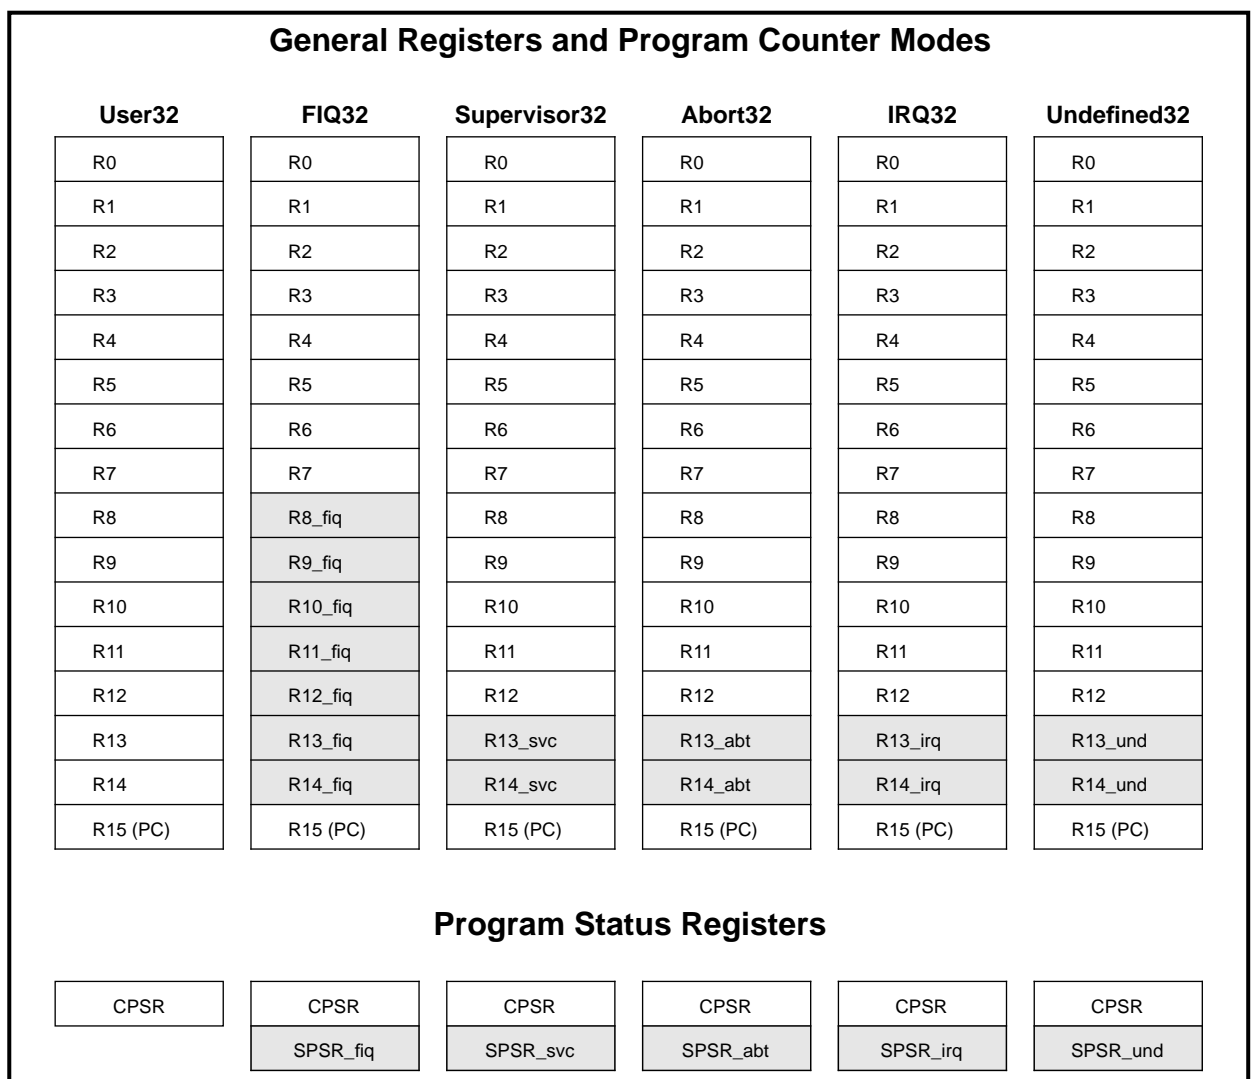 General Registers and Program Counter Modes
User32 FIQ32 Supervisor32 Abort32 IRQ32 Undefined32
R0 R0 R0 R0 R0 R0
R1 R1 R1 R1 R1 R1
R2 R2 R2 R2 R2 R2
R3 R3 R3 R3 R3 R3
R4 R4 R4 R4 R4 R4
R5 R5 R5 R5 R5 R5
R6 R6 R6 R6 R6 R6
R7 R7 R7 R7 R7 R7
R8 R8_fiq R8 R8 R8 R8
R9 R9_fiq R9 R9 R9 R9
R10 R10_fiq R10 R10 R10 R10
R11 R11_fiq R11 R11 R11 R11
R12 R12_fiq R12 R12 R12 R12
R13 R13_fiq R13_svc R13_abt R13_irq R13_und
R14 R14_fiq R14_svc R14_abt R14_irq R14_und
R15 (PC) R15 (PC) R15 (PC) R15 (PC) R15 (PC) R15 (PC)
Program Status Registers
CPSR CPSR CPSR CPSR CPSR CPSR
SPSR_fiq SPSR_svc SPSR_abt SPSR_irq SPSR_und